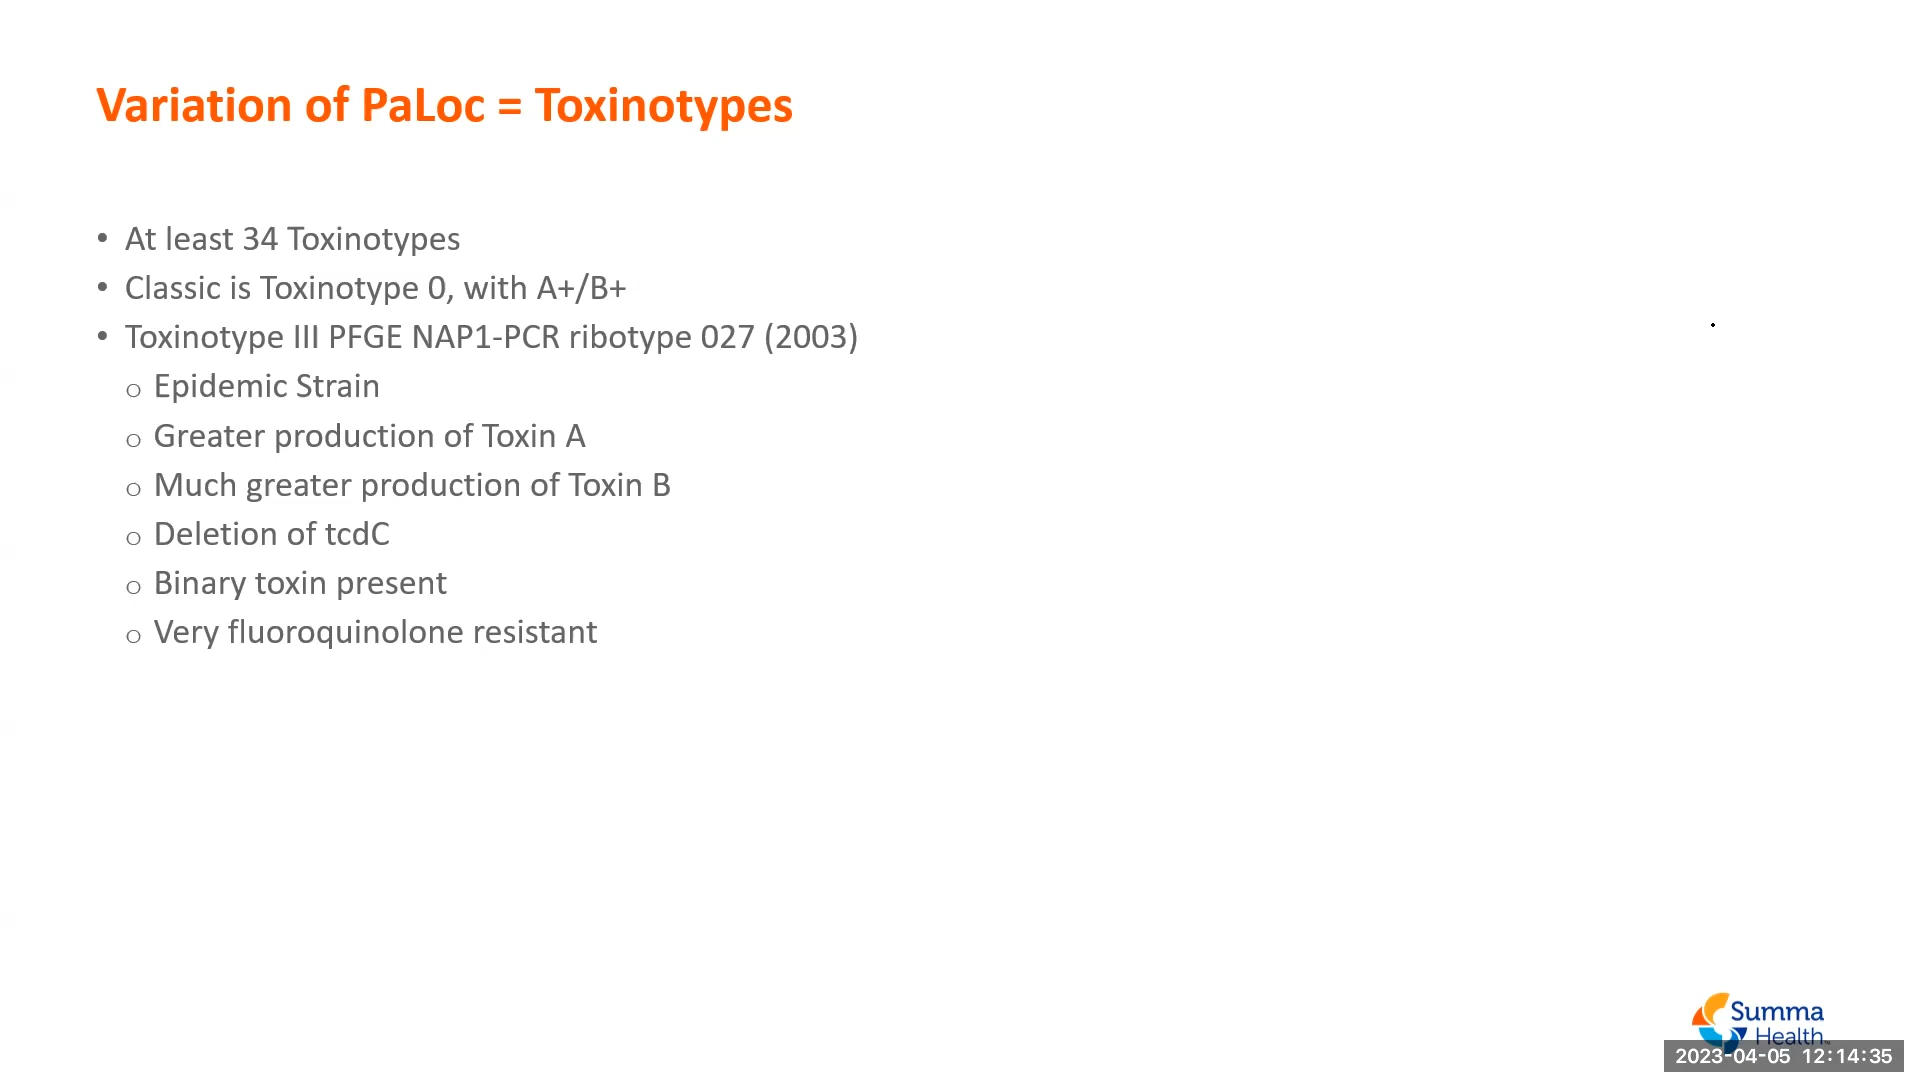 Variation of PaLoc = Toxinotypes
• At least 34 Toxinotypes
• Classic is Toxinotype 0, with A+/B+
• Toxinotype III PFGE NAP1-PCR ribotype 027 (2003)
o Epidemic Strain
o Greater production of Toxin A
o Much greater production of Toxin B
o Deletion of tcdC
o Binary toxin present
o Very fluoroquinolone resistant
Summa
Health
2023-04-05 12:14:35